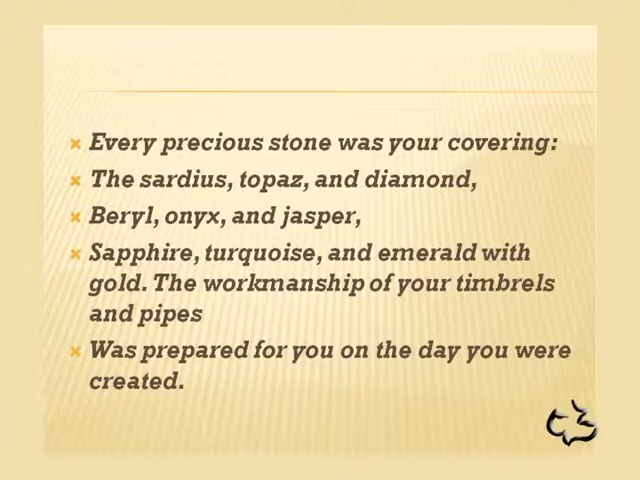 Every precious stone was your covering:
The sardius, topaz, and diamond,
Beryl, onyx, and jasper,
Sapphire, turquoise, and emerald with
gold. The workmanship of your timbrels
and pipes
Was prepared for you on the day you were
created.